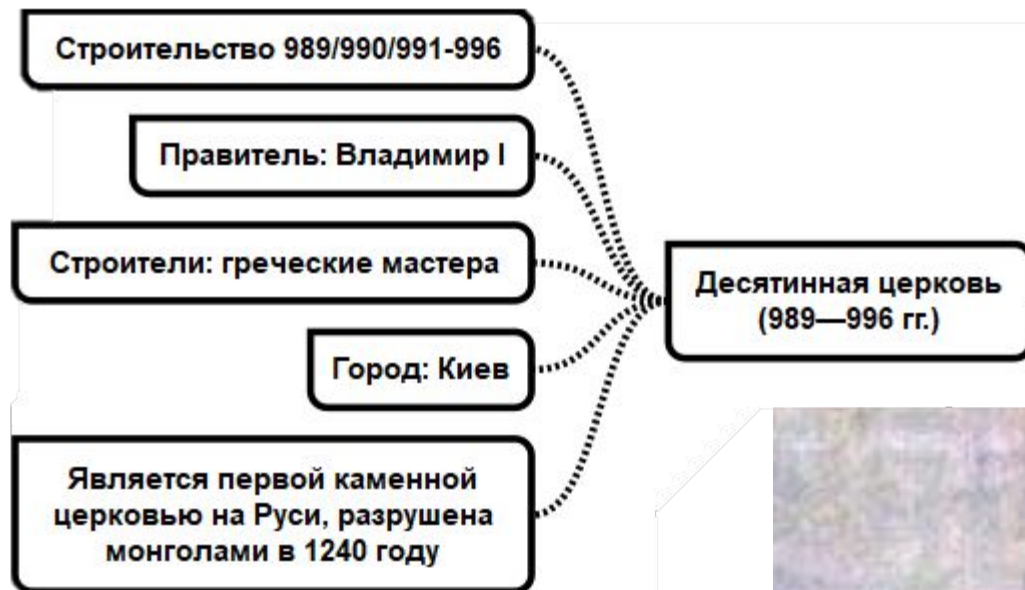 Строительство 989/990/991-996
Правитель: Владимир I
Строители: греческие мастера
Город: Киев
Является первой каменной
церковью на Руси, разрушена
монголами в 1240 году
Десятинная церковь
(989—996 гг.)